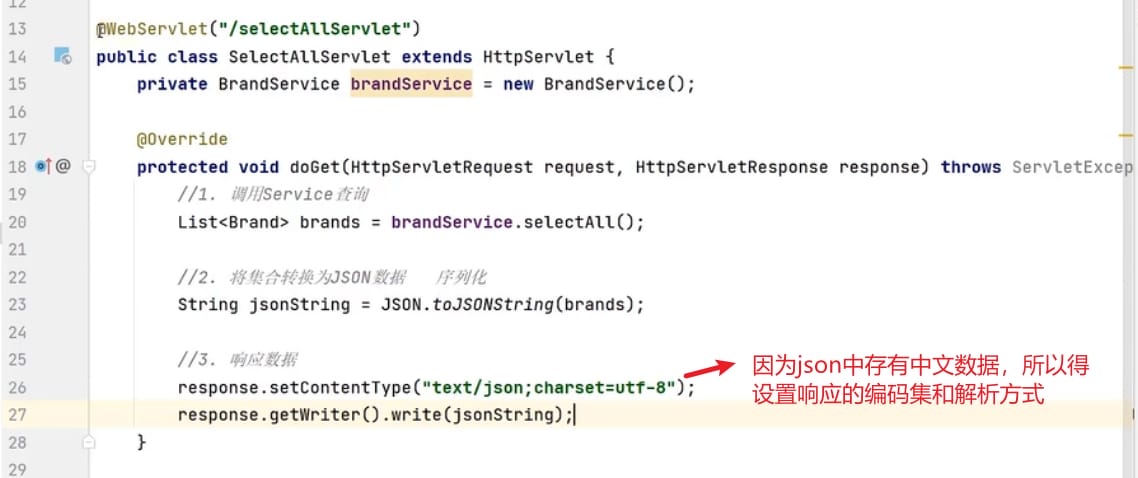 12
13 @WebServlet("/selectAllServlet")
14 public class SelectAllServlet extends HttpServlet {
15 private BrandService brandService = new BrandService();
16
17 @Override
18 @ protected void doGet(HttpServletRequest request, HttpServletResponse response) throws ServletExcep
19 //1. 调用Service查询
20 List<Brand> brands = brandService.selectAll();
21
22 //2. 将集合转换为JSON数据 序列化
23 String jsonString = JSON.toJSONString(brands);
24
25 //3. 响应数据
26 response.setContentType("text/json;charset=utf-8");
27 response.getWriter().write(jsonString);
28 }
29
因为json中存有中文数据，所以得
设置响应的编码集和解析方式